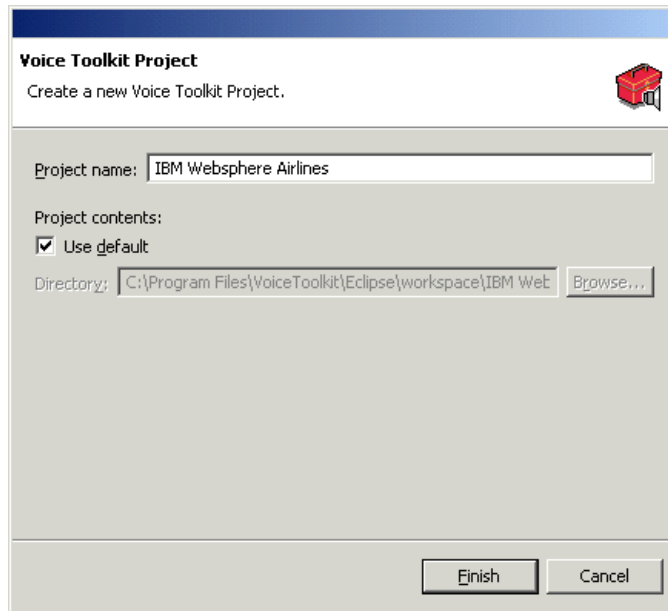 Voice Toolkit Project
Create a new Voice Toolkit Project.
Project name: IBM Websphere Airlines
Project contents:
Use default
Directory: C:\Program Files\VoiceToolkit\Eclipse\workspace\IBM Web Browse...
Finish Cancel